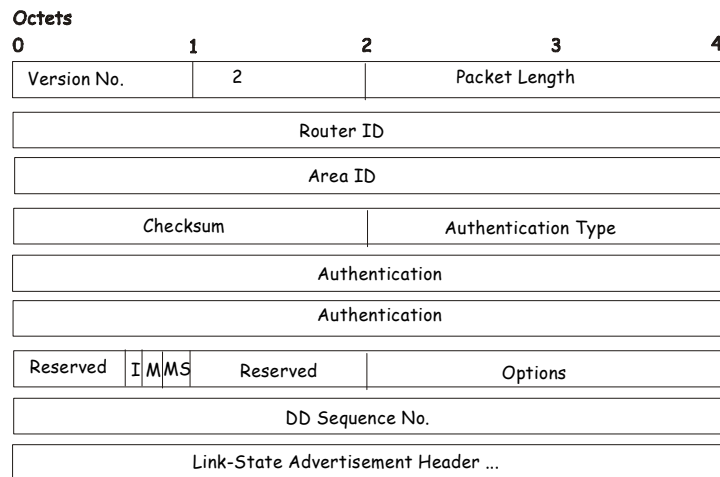 Octets
0 1 2 3 4
Version No. 2 Packet Length
Router ID
Area ID
Checksum Authentication Type
Authentication
Authentication
Reserved I M MS Reserved Options
DD Sequence No.
Link-State Advertisement Header ...